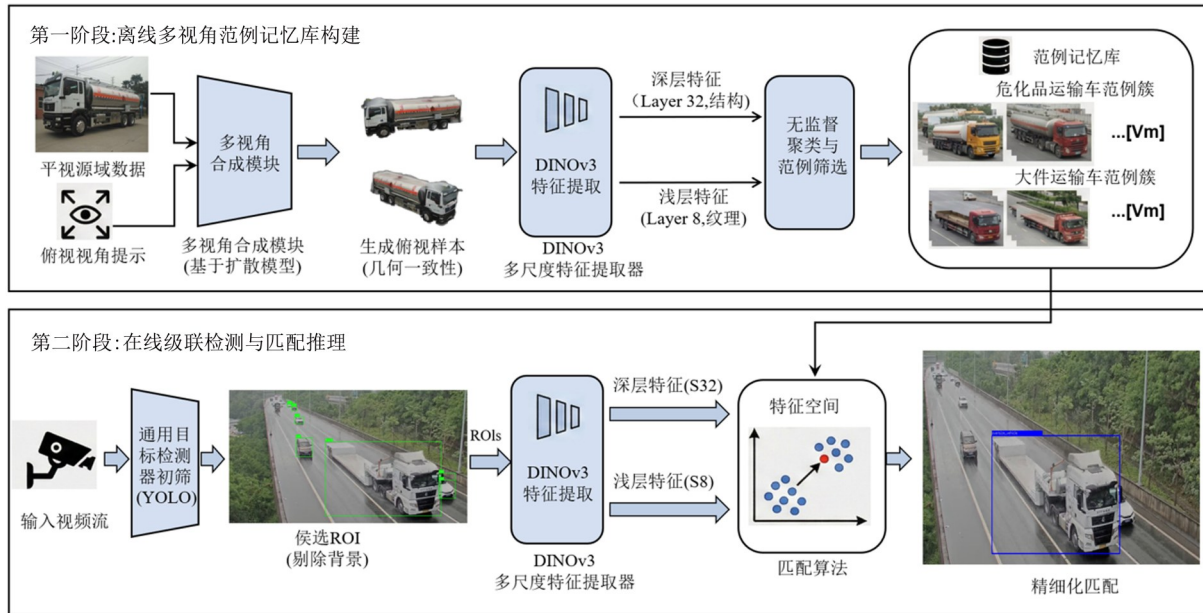 第一阶段:离线多视角范例记忆库构建
平视源域数据
俯视视角提示
多视角
合成模块
多视角合成模块
(基于扩散模型)
生成俯视样本
(几何一致性)
DINOv3
特征提取
DINOv3
多尺度特征提取器
深层特征
(Layer 32,结构)
浅层特征
(Layer 8,纹理)
无监督
聚类与
范例筛选
范例记忆库
危化品运输车范例簇
...[Vm]
大件运输车范例簇
...[Vm]
第二阶段:在线级联检测与匹配推理
输入视频流
通用目
标检测
器初筛
(YOLO)
侯选ROI
(剔除背景)
ROIs
DINOv3
特征提取
DINOv3
多尺度特征提取器
深层特征(S32)
浅层特征(S8)
特征空间
匹配算法
精细化匹配